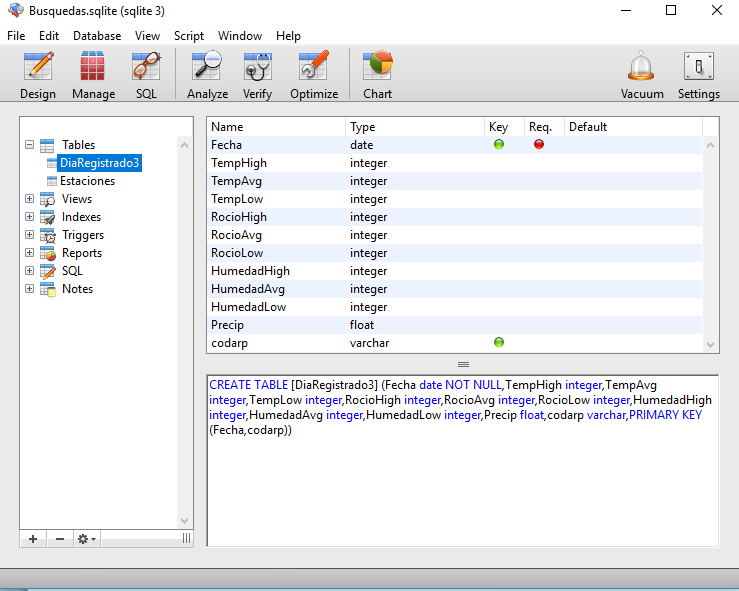 Busquedas.sqlite (sqlite 3)
File Edit Database View Script Window Help
Design Manage SQL Analyze Verify Optimize Chart Vacuum Settings
Tables
DiaRegistrado3
Estaciones
Views
Indexes
Triggers
Reports
SQL
Notes
Name Type Key Req. Default
Fecha date
TempHigh integer
TempAvg integer
TempLow integer
RocioHigh integer
RocioAvg integer
RocioLow integer
HumedadHigh integer
HumedadAvg integer
HumedadLow integer
Precip float
codarp varchar
CREATE TABLE [DiaRegistrado3] (Fecha date NOT NULL,TempHigh integer,TempAvg
integer,TempLow integer,RocioHigh integer,RocioAvg integer,RocioLow integer,HumedadHigh
integer,HumedadAvg integer,HumedadLow integer,Precip float,codarp varchar,PRIMARY KEY
(Fecha,codarp))